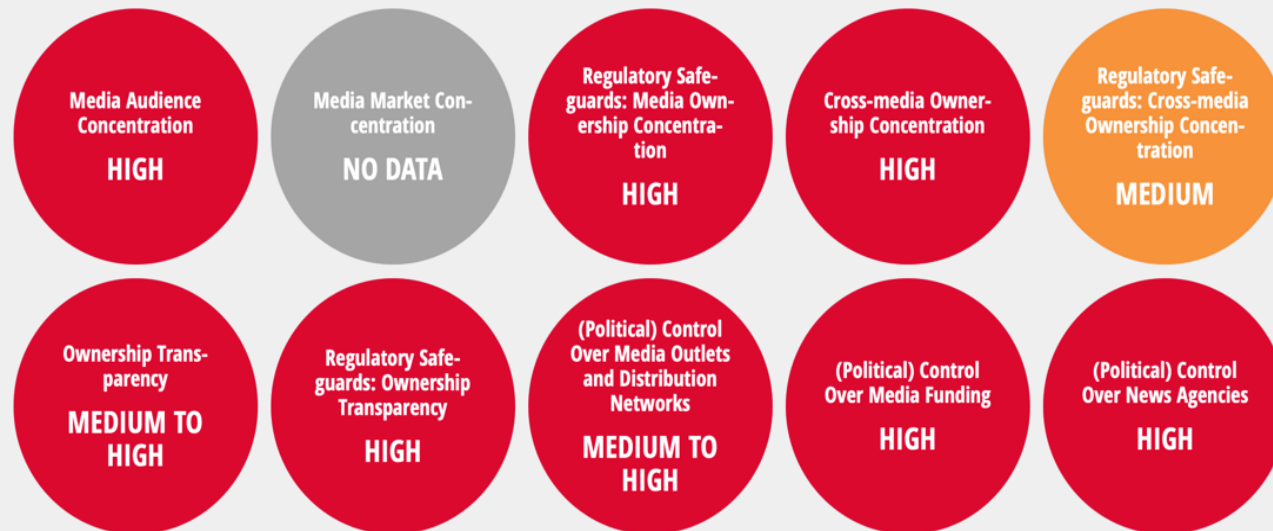 Media Audience
Concentration
HIGH
Media Market Con-
centration
NO DATA
Regulatory Safe-
guards: Media Own-
ership Concentra-
tion
HIGH
Cross-media Owner-
ship Concentration
HIGH
Regulatory Safe-
guards: Cross-media
Ownership Concen-
tration
MEDIUM
Ownership Trans-
parency
MEDIUM TO
HIGH
Regulatory Safe-
guards: Ownership
Transparency
HIGH
(Political) Control
Over Media Outlets
and Distribution
Networks
MEDIUM TO
HIGH
(Political) Control
Over Media Funding
HIGH
(Political) Control
Over News Agencies
HIGH